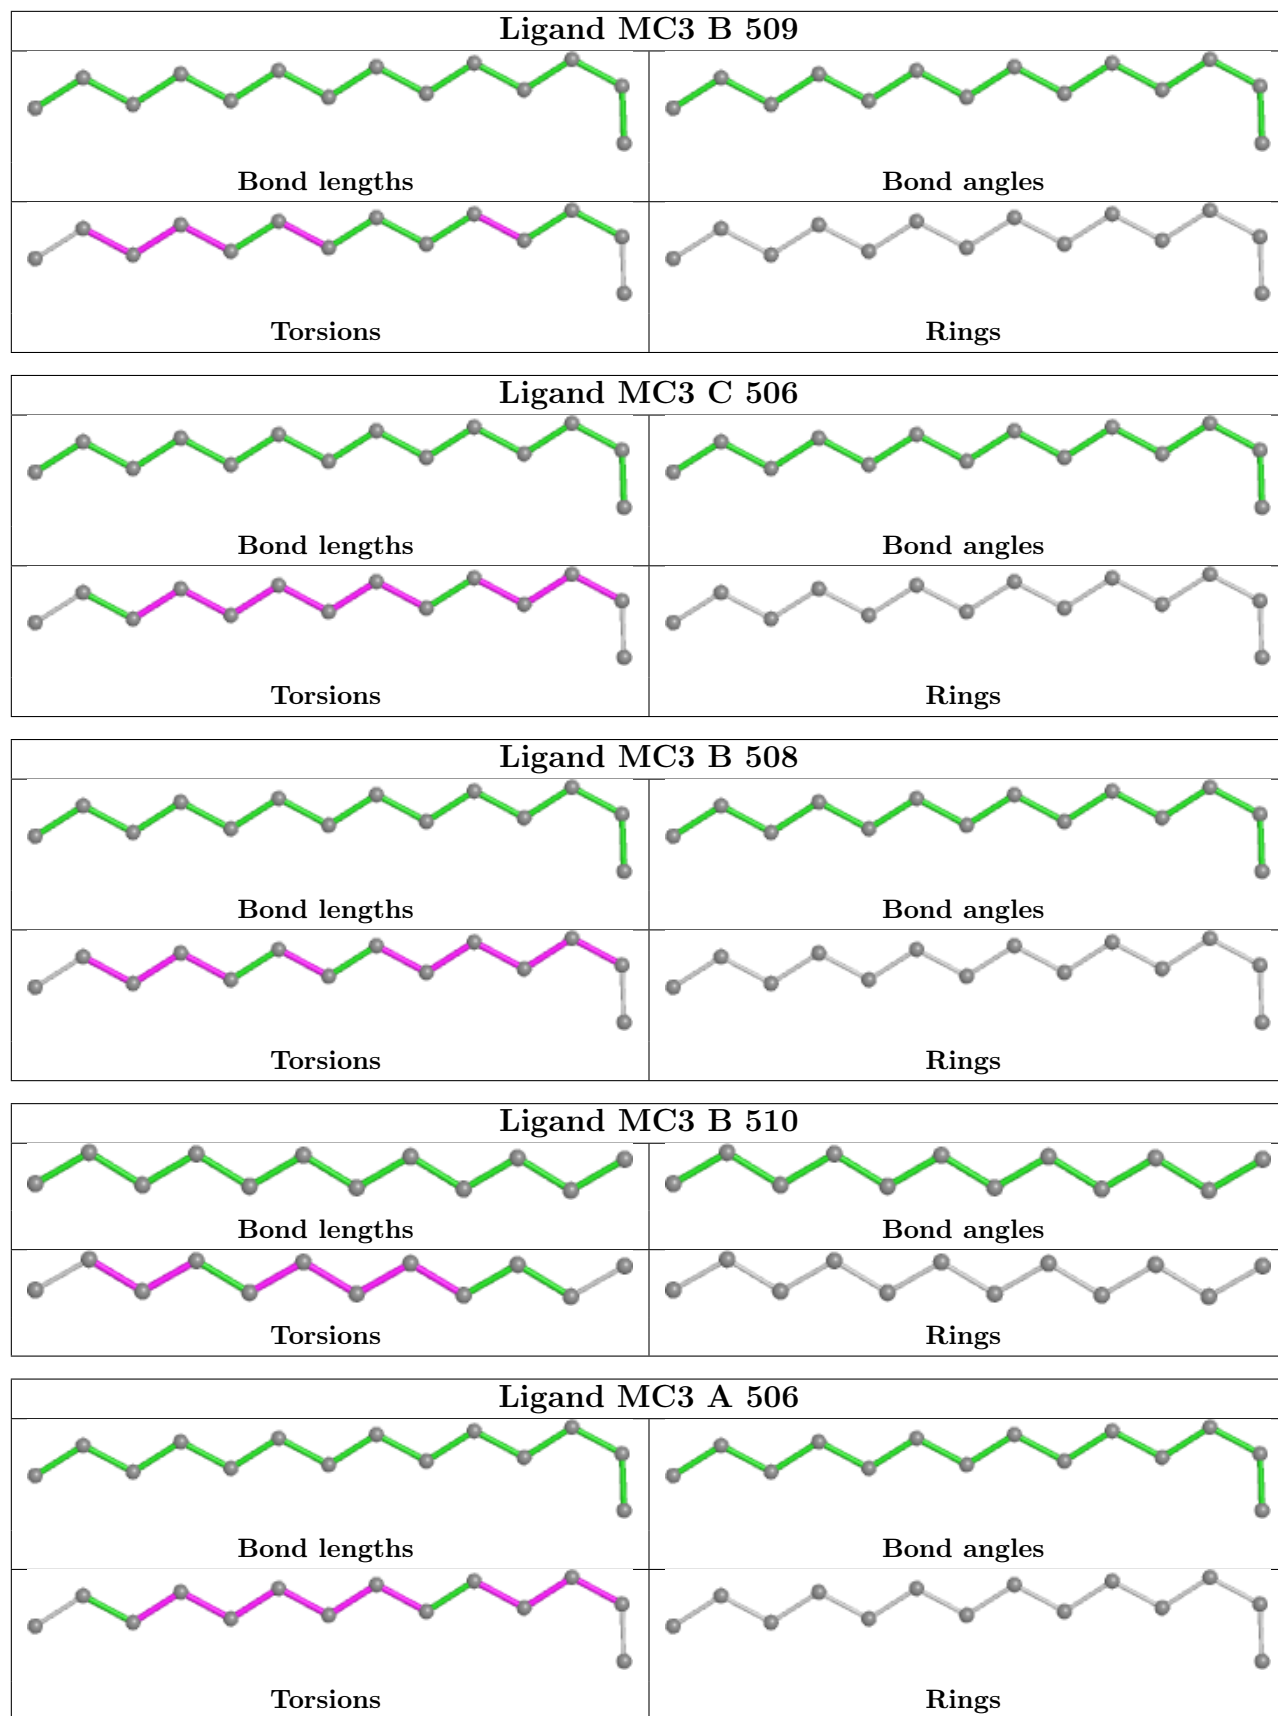 Ligand MC3 B 509
Bond lengths
Bond angles
Torsions
Rings
Ligand MC3 C 506
Bond lengths
Bond angles
Torsions
Rings
Ligand MC3 B 508
Bond lengths
Bond angles
Torsions
Rings
Ligand MC3 B 510
Bond lengths
Bond angles
Torsions
Rings
Ligand MC3 A 506
Bond lengths
Bond angles
Torsions
Rings